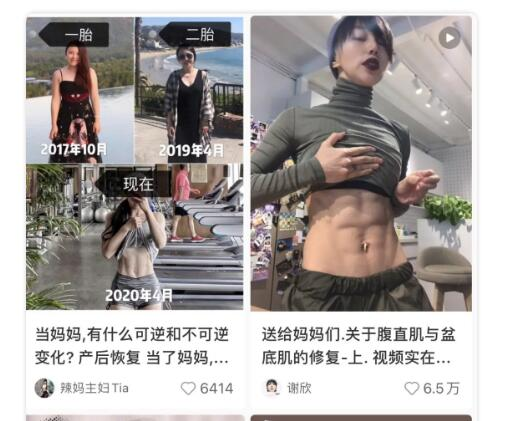 一胎
二胎
2017年10月
2019年4月
现在
2020年4月
当妈妈,有什么可逆和不可逆
变化? 产后恢复 当了妈妈,...
辣妈主妇Tia
6414
送给妈妈们.关于腹直肌与盆
底肌的修复-上. 视频实在...
谢欣
6.5万